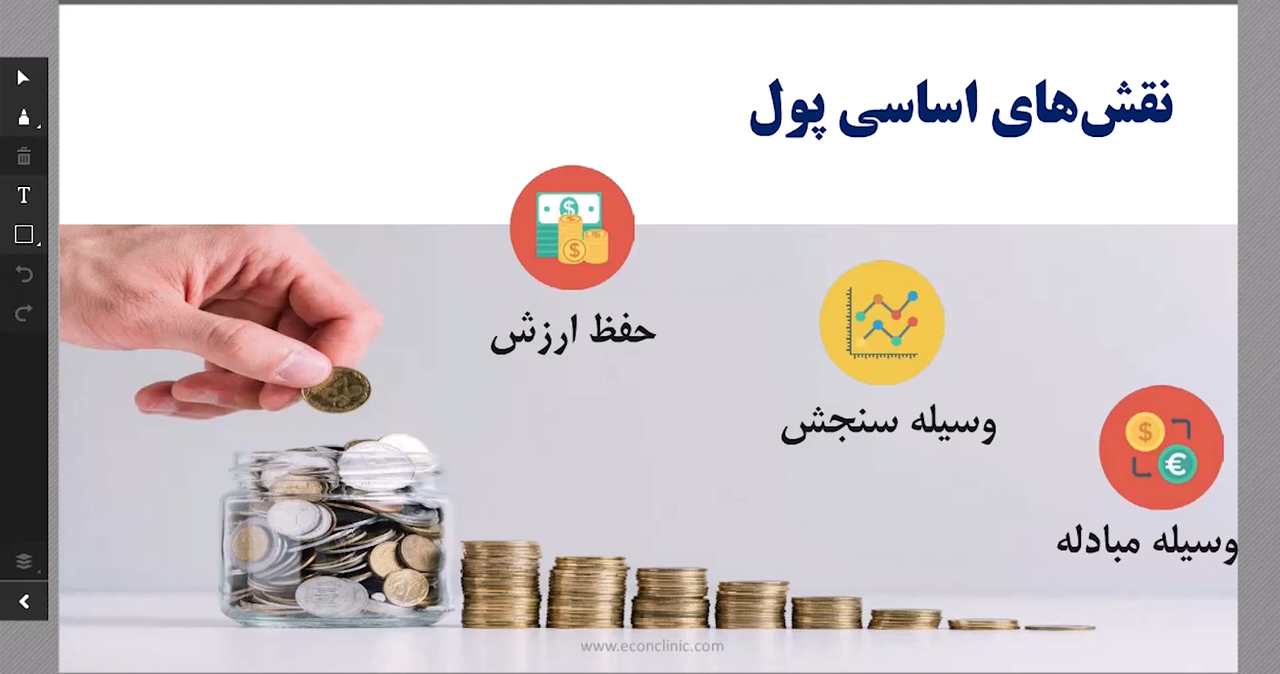 نقش‌های اساسی پول
حفظ ارزش
وسیله سنجش
وسیله مبادله
www.econclinic.com